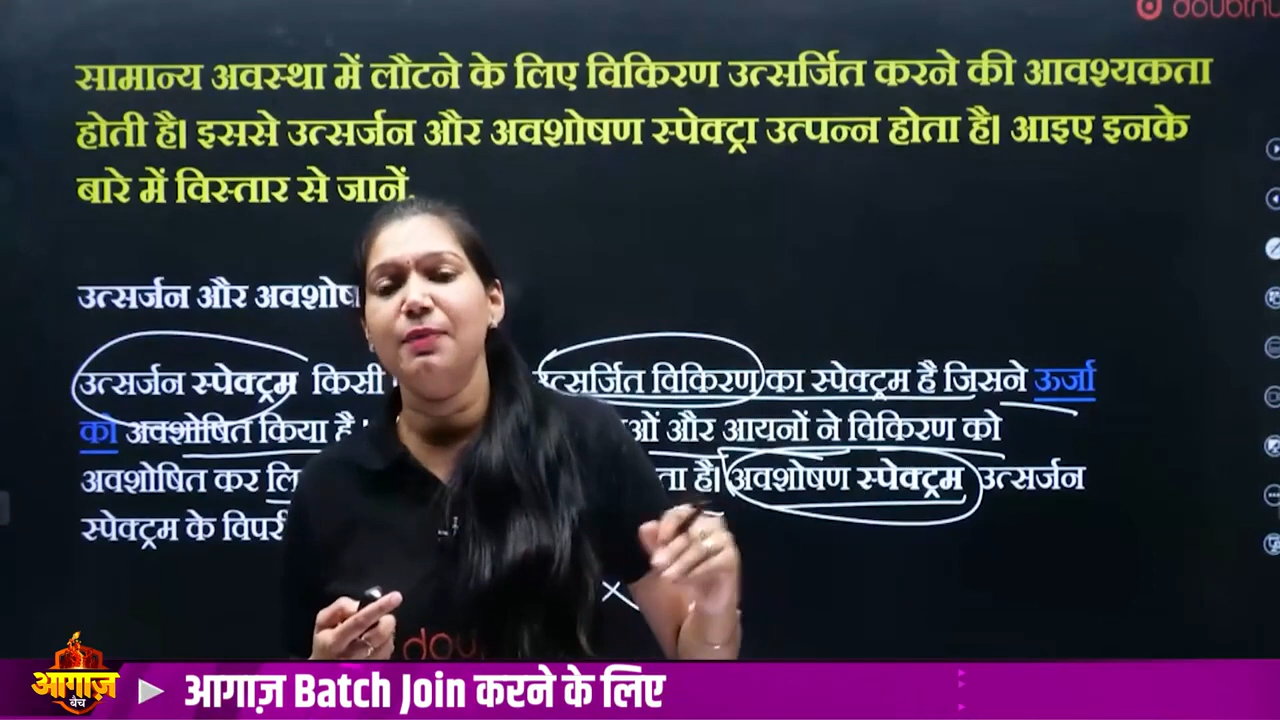 doubtnu
सामान्य अवस्था में लौटने के लिए विकिरण उत्सर्जित करने की आवश्यकता
होती है। इससे उत्सर्जन और अवशोषण स्पेक्ट्रा उत्पन्न होता है। आइए इनके
बारे में विस्तार से जानें.
उत्सर्जन और अवशोष
उत्सर्जन स्पेक्ट्रम किसी त्सर्जित विकिरण का स्पेक्ट्रम है जिसने ऊर्जा
को अवशोषित किया है ओं और आयनों ने विकिरण को
अवशोषित कर लि ता है। अवशोषण स्पेक्ट्रम उत्सर्जन
स्पेक्ट्रम के विपरी
dou
आगाज़ बैच
आगाज़ Batch Join करने के लिए